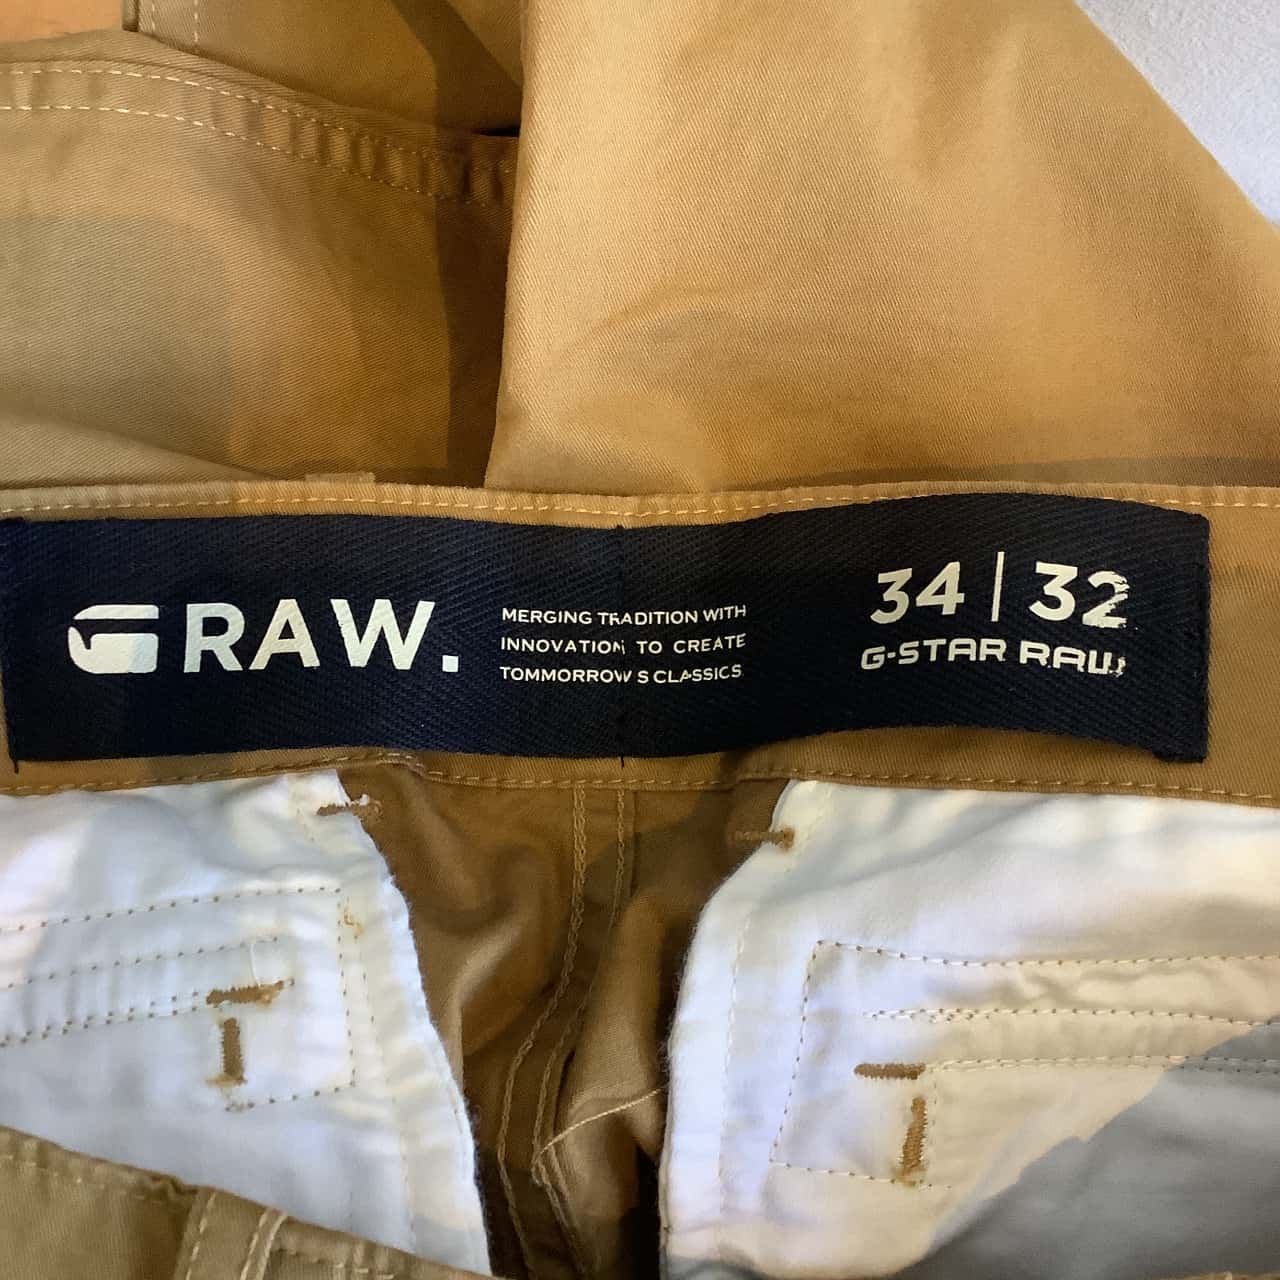 RAW.
MERGING TRADITION WITH
INNOVATION TO CREATE
TOMMORROW S CLASSICS
34 | 32
G-STAR RAW